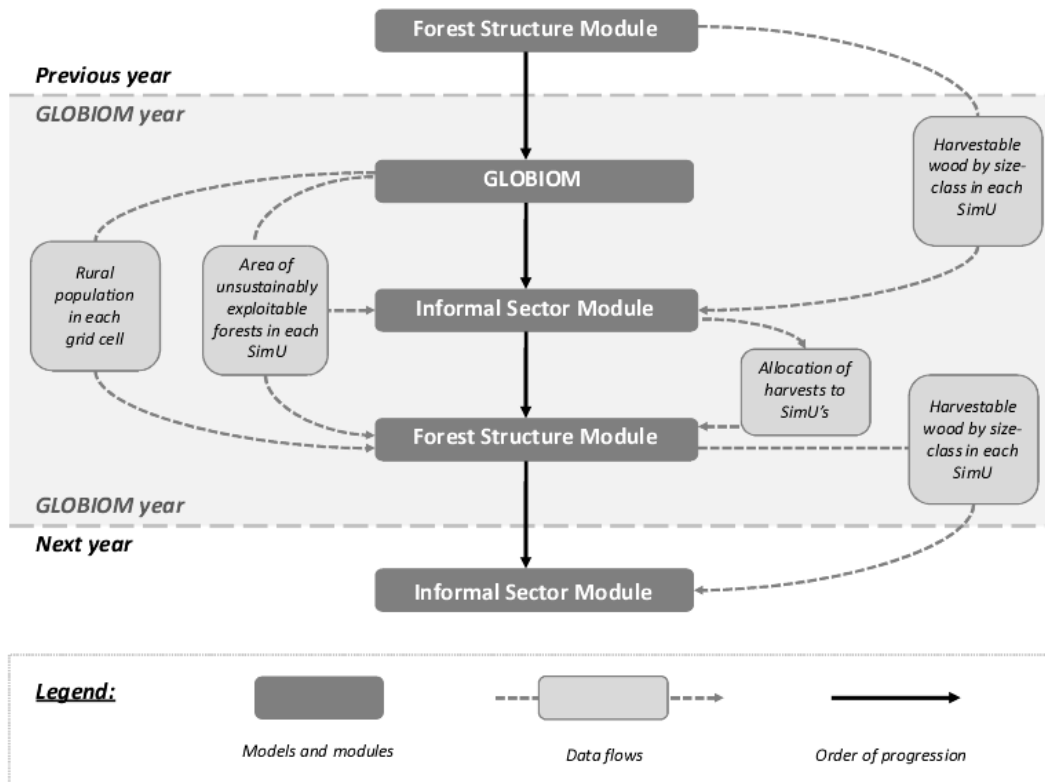 Forest Structure Module
Previous year
GLOBIOM year
Harvestable
wood by size-
class in each
SimU
GLOBIOM
Rural
population
in each
grid cell
Area of
unsustainably
exploitable
forests in each
SimU
Informal Sector Module
Allocation of
harvests to
SimU's
Harvestable
wood by size-
class in each
SimU
Forest Structure Module
GLOBIOM year
Next year
Informal Sector Module
Legend:
Models and modules
Data flows
Order of progression